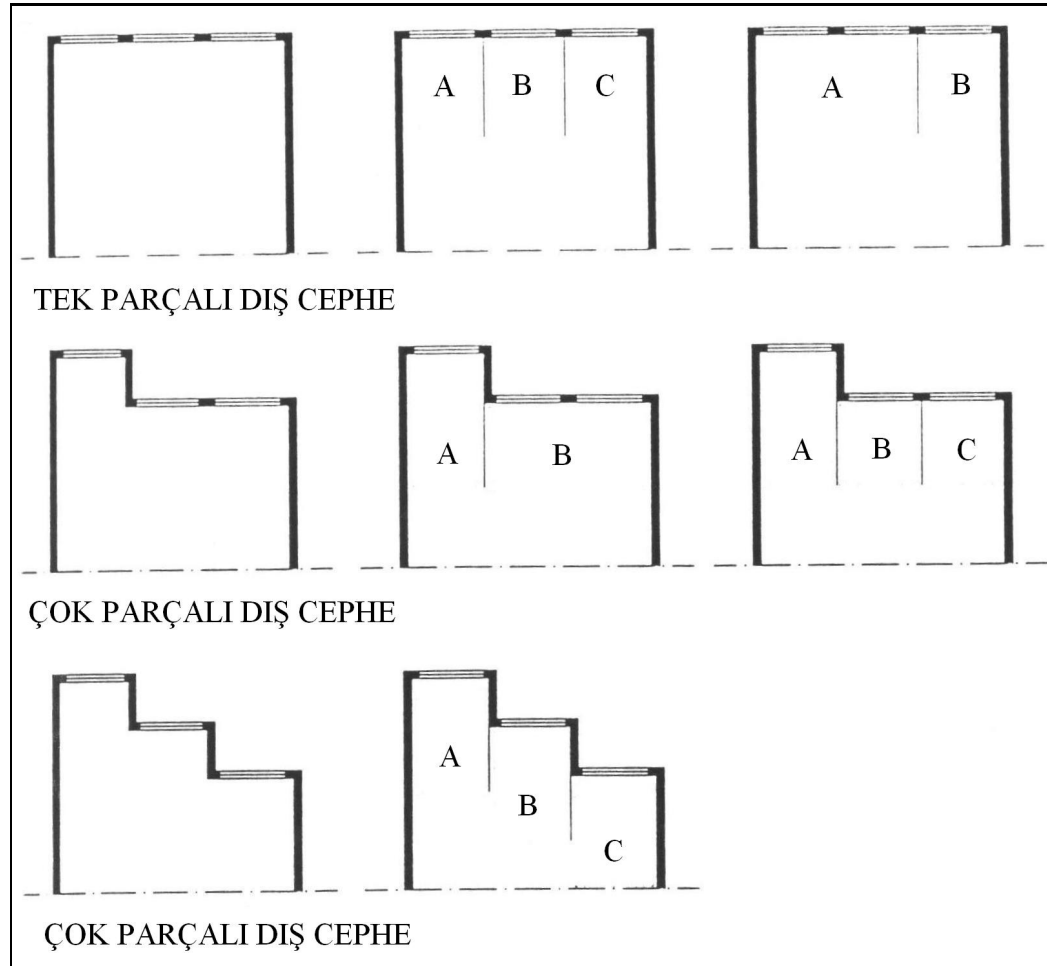 A B C
A B
TEK PARÇALI DIŞ CEPHE
A B
A B C
ÇOK PARÇALI DIŞ CEPHE
A
B
C
ÇOK PARÇALI DIŞ CEPHE